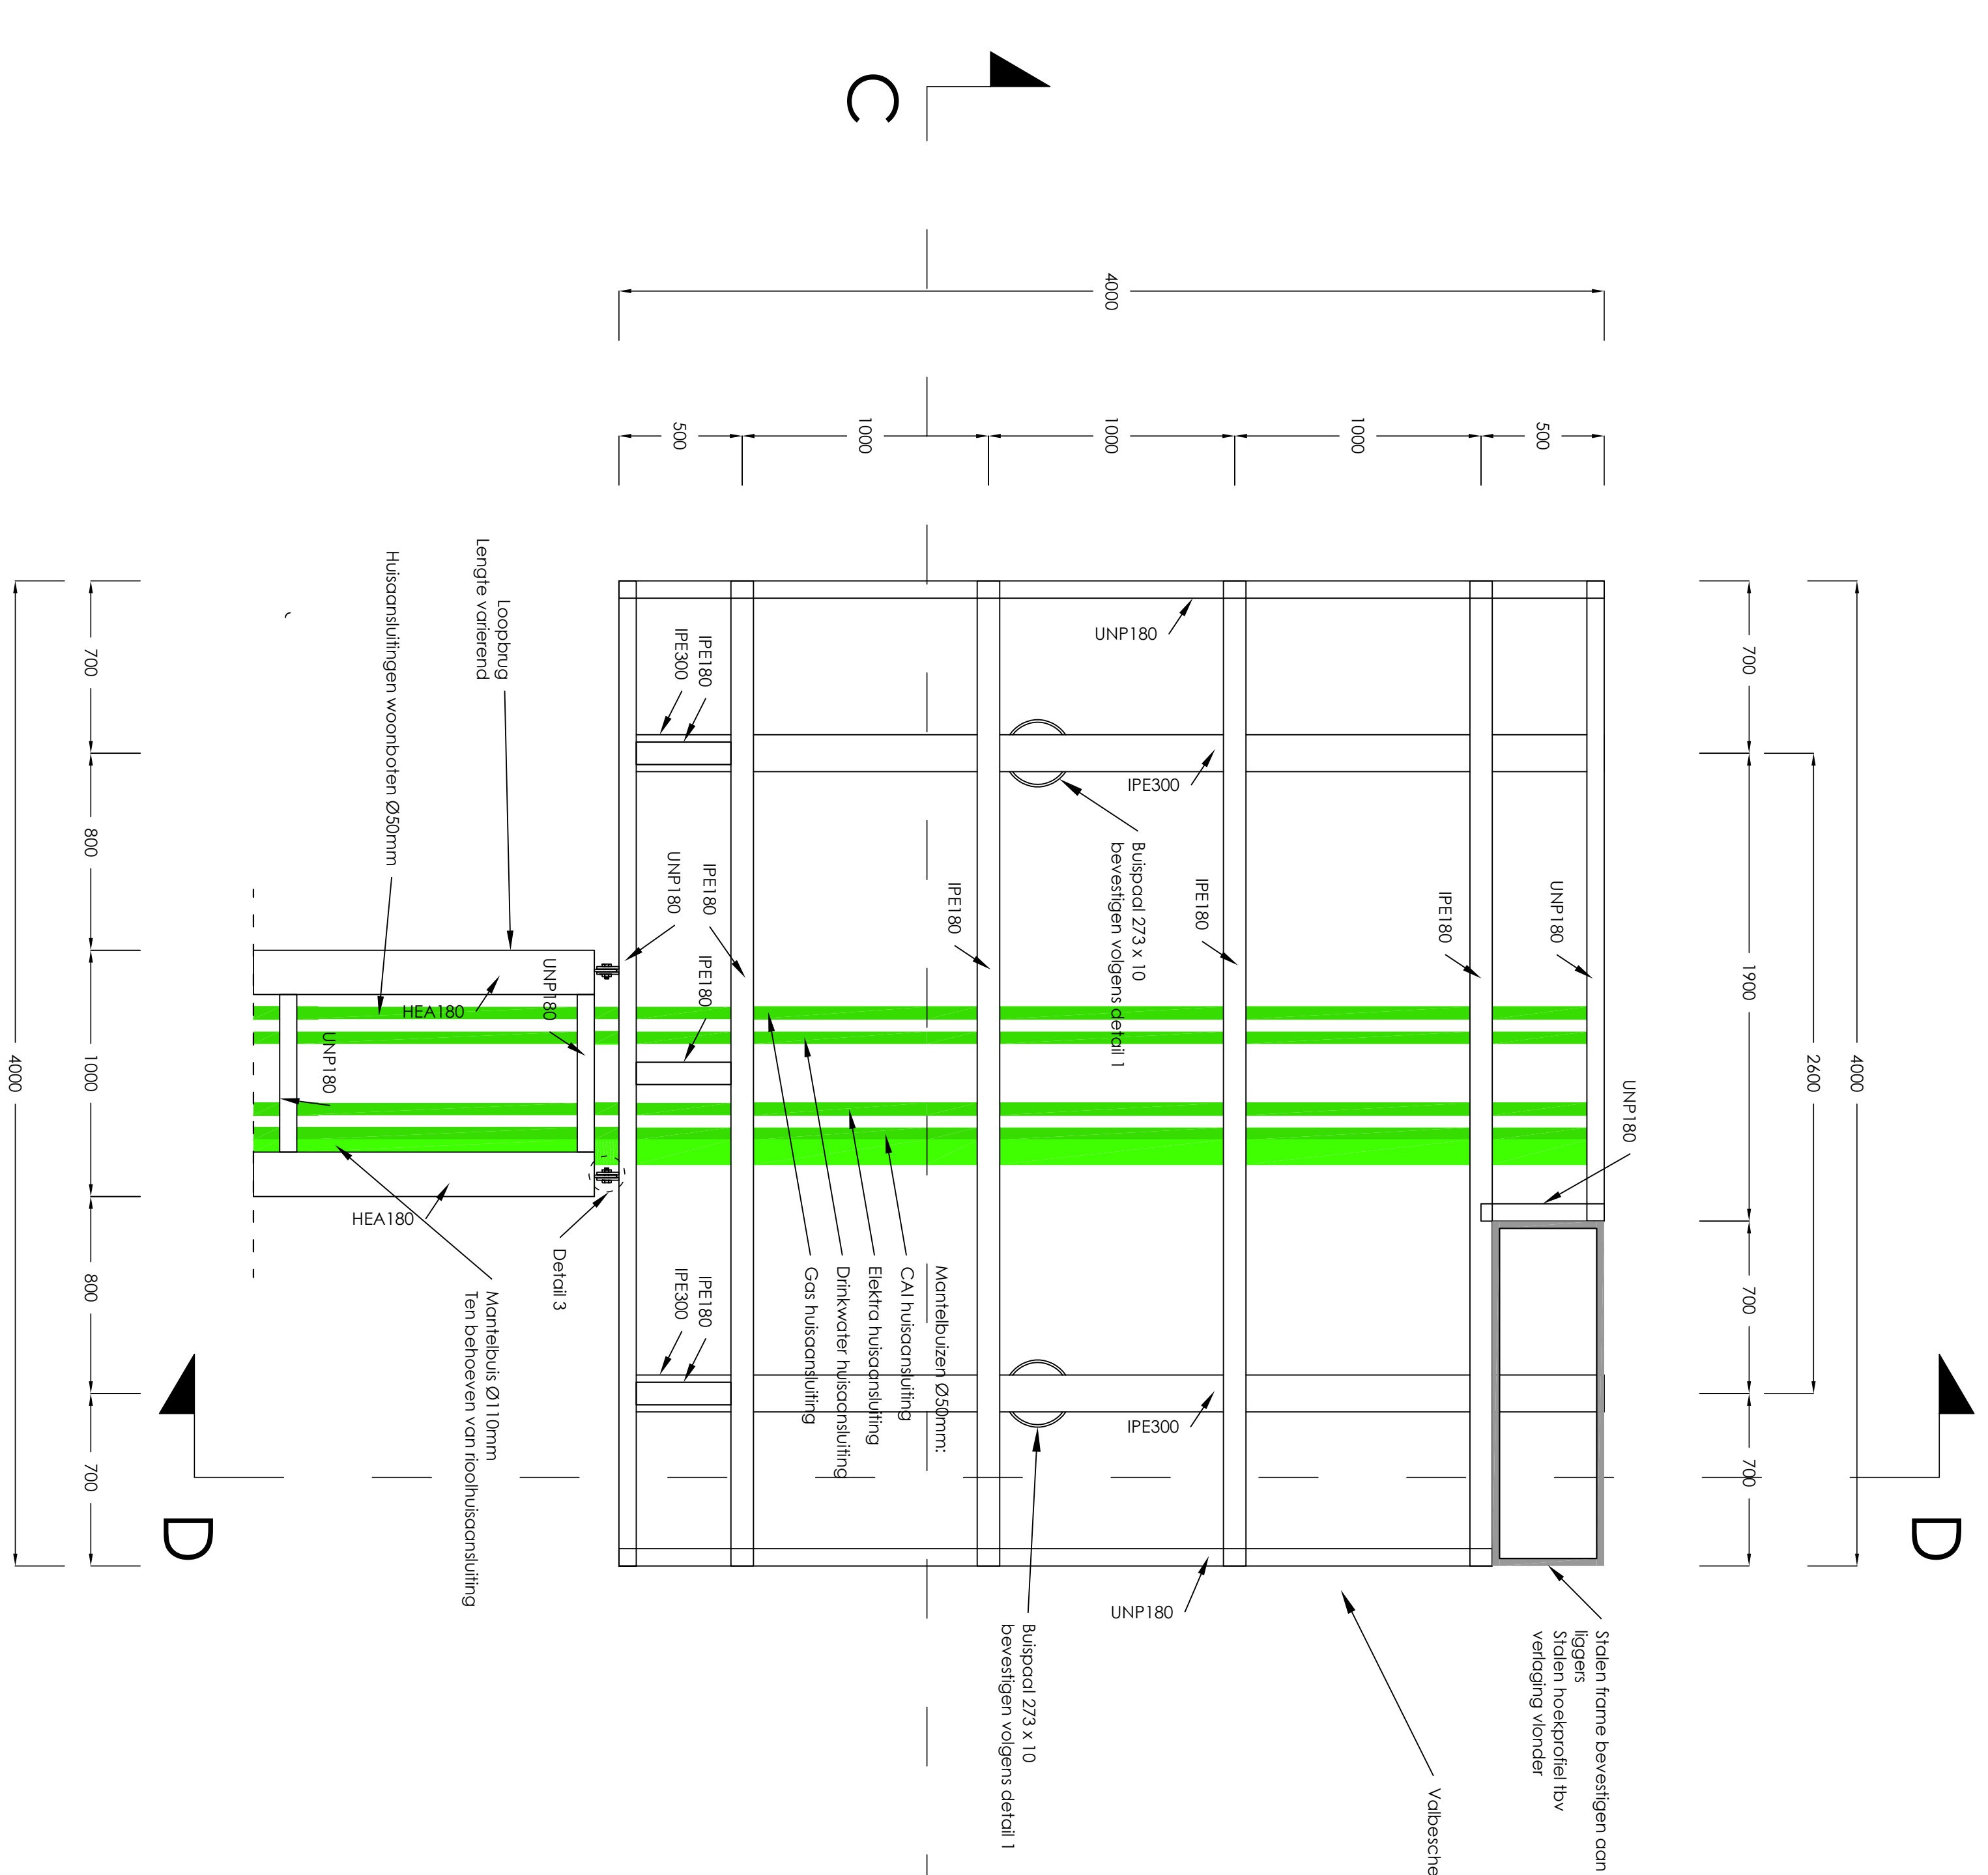 C
4000
500
1000
1000
1000
500
700
800
1000
800
700
4000
700
1900
700
700
2600
4000
Huisaansluitingen woonboten Ø50mm
Loopbrug
Lengte varierend
IPE180
IPE300
UNP180
IPE300
Buispaal 273 x 10
bevestigen volgens detail 1
UNP180
IPE180
IPE180
IPE180
IPE180
IPE180
UNP180
UNP180
UNP180
HEA180
UNP180
HEA180
Detail 3
Mantelbuis Ø110mm
Ten behoeven van rioolhuisaansluiting
IPE180
IPE300
Mantelbuizen Ø50mm:
CAI huisaansluiting
Elektra huisaansluiting
Drinkwater huisaansluiting
Gas huisaansluiting
IPE300
UNP180
Buispaal 273 x 10
bevestigen volgens detail 1
Stalen frame bevestigen aan
liggers
Stalen hoekprofiel tbv
verlaging vlonder
Valbesche
D
D